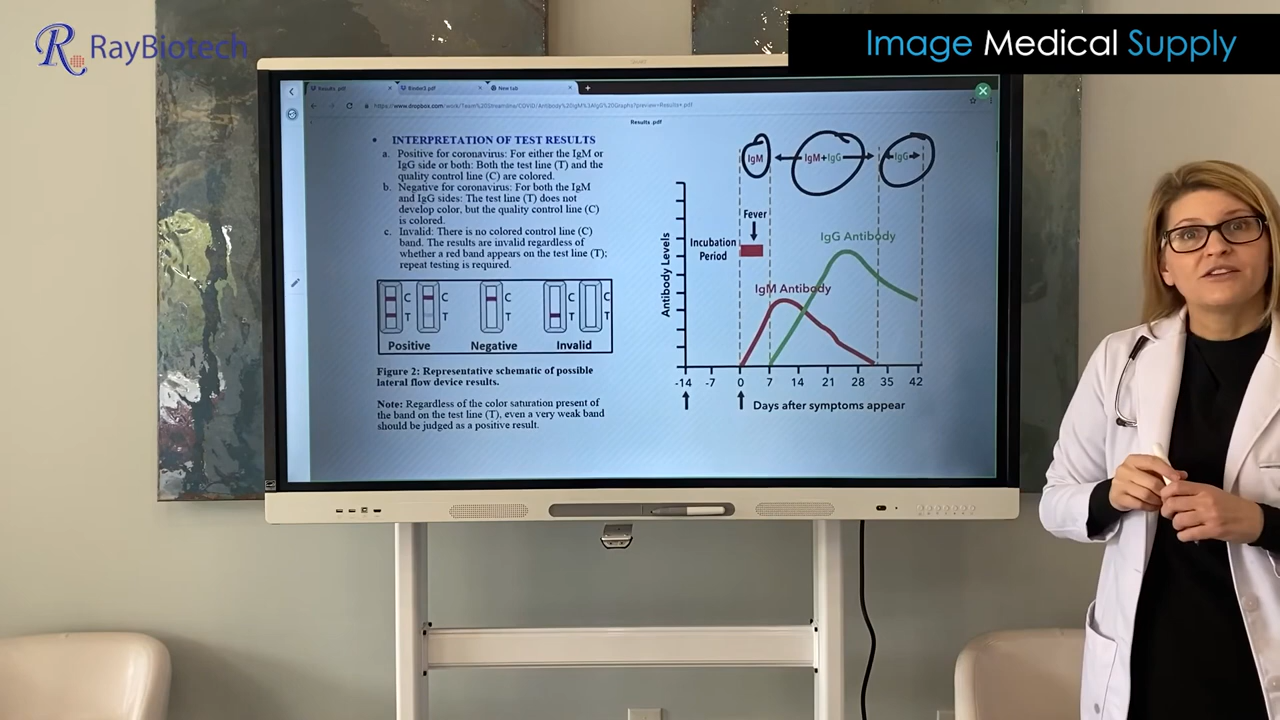 R. RayBiotech
Image Medical Supply
Results .pdf
New tab
Results .pdf
INTERPRETATION OF TEST RESULTS
a. Positive for coronavirus: For either the IgM or
IgG side or both: Both the test line (T) and the
quality control line (C) are colored.
b. Negative for coronavirus: For both the IgM
and IgG sides: The test line (T) does not
develop color, but the quality control line (C)
is colored.
c. Invalid: There is no colored control line (C)
band. The results are invalid regardless of
whether a red band appears on the test line (T);
repeat testing is required.
C C C C C
T T T T T
Positive Negative Invalid
Figure 2: Representative schematic of possible
lateral flow device results.
Note: Regardless of the color saturation present of
the band on the test line (T), even a very weak band
should be judged as a positive result.
IgM IgM+IgG IgG
Fever
Incubation
Period
IgG Antibody
IgM Antibody
Antibody Levels
-14 -7 0 7 14 21 28 35 42
Days after symptoms appear